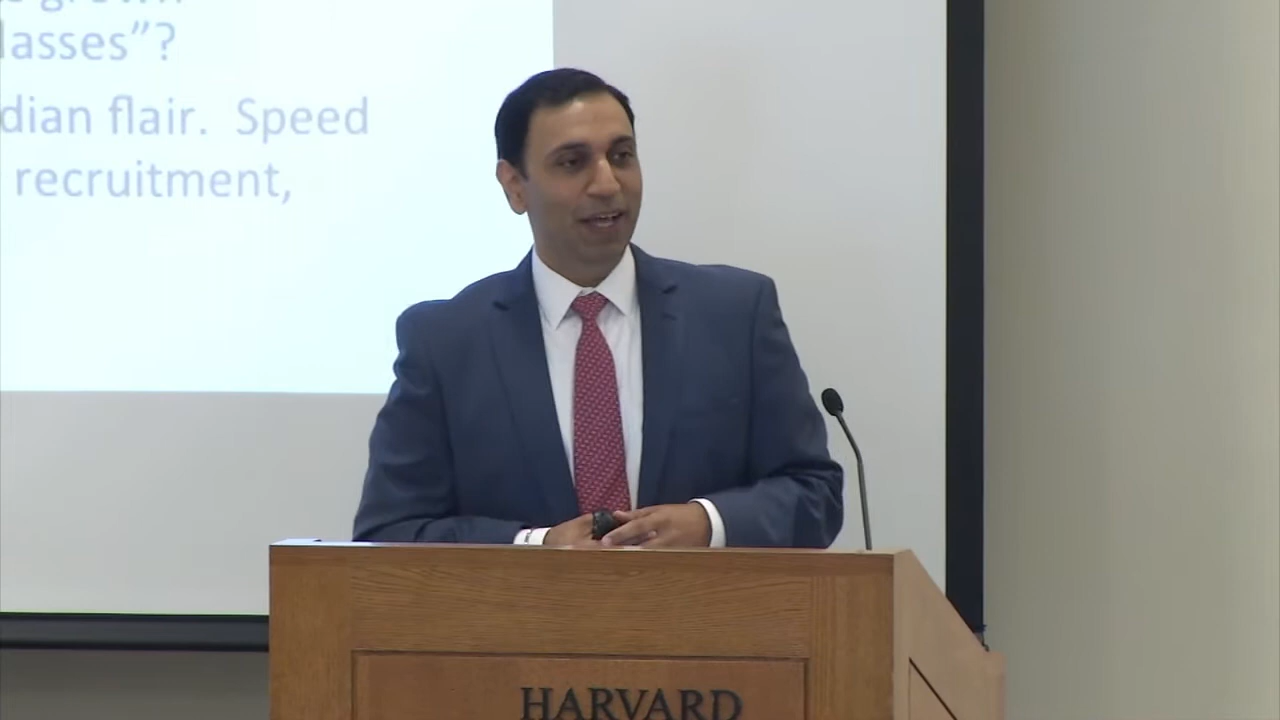 lasses”?
dian flair. Speed
recruitment,
HARVARD